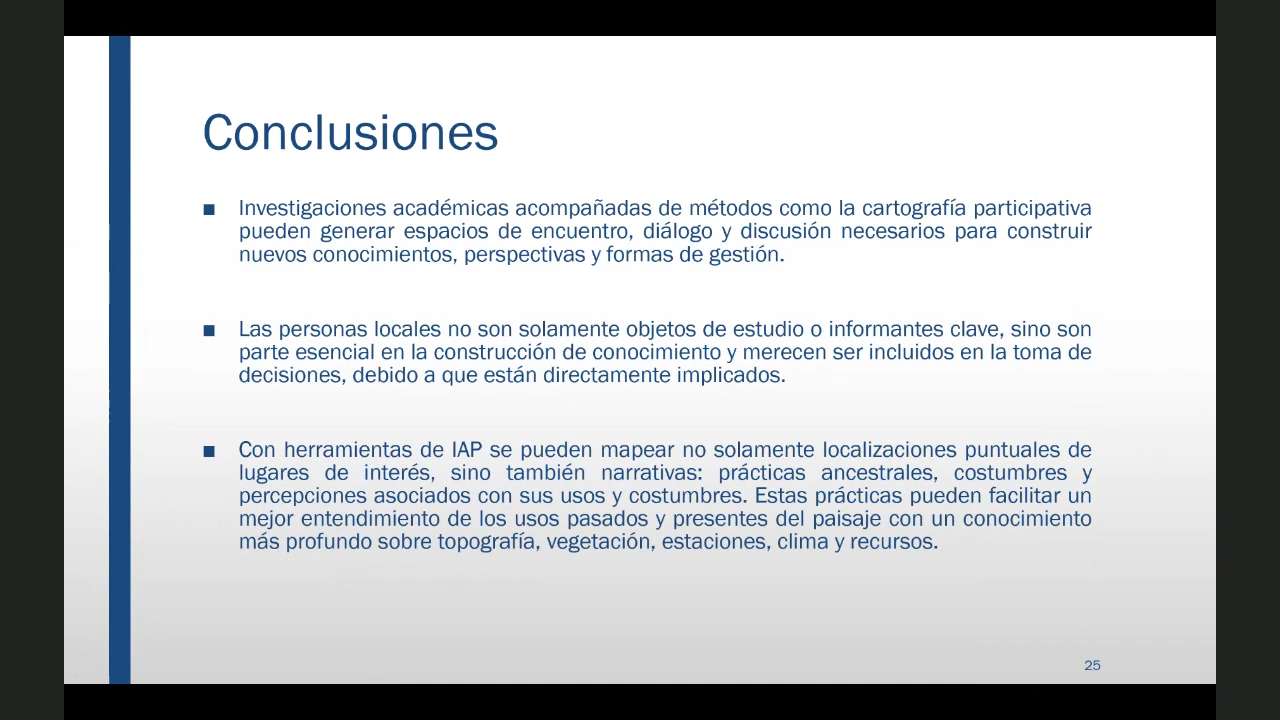 Conclusiones
■ Investigaciones académicas acompañadas de métodos como la cartografía participativa
pueden generar espacios de encuentro, diálogo y discusión necesarios para construir
nuevos conocimientos, perspectivas y formas de gestión.
■ Las personas locales no son solamente objetos de estudio o informantes clave, sino son
parte esencial en la construcción de conocimiento y merecen ser incluidos en la toma de
decisiones, debido a que están directamente implicados.
■ Con herramientas de IAP se pueden mapear no solamente localizaciones puntuales de
lugares de interés, sino también narrativas: prácticas ancestrales, costumbres y
percepciones asociados con sus usos y costumbres. Estas prácticas pueden facilitar un
mejor entendimiento de los usos pasados y presentes del paisaje con un conocimiento
más profundo sobre topografía, vegetación, estaciones, clima y recursos.
25